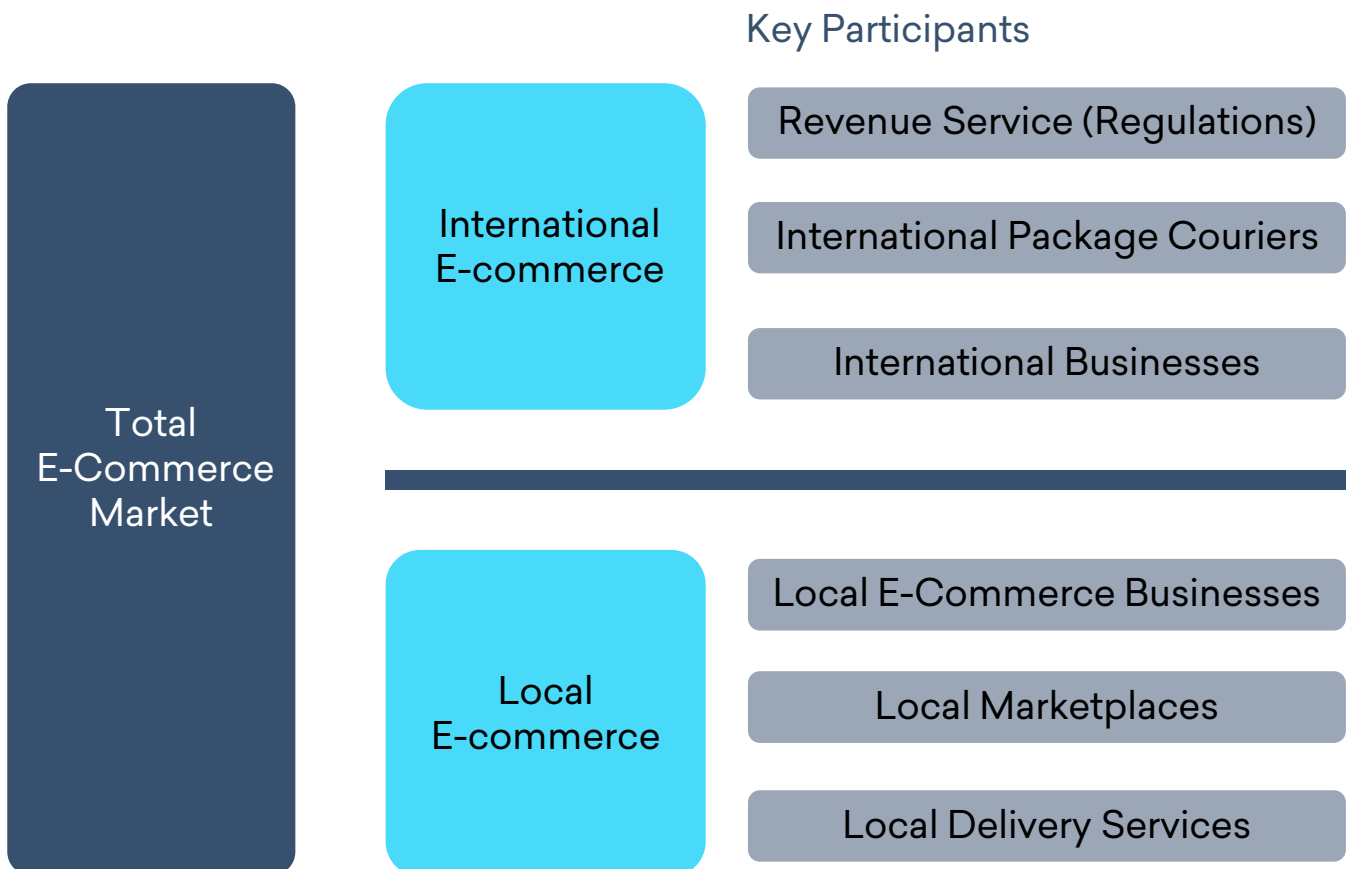 Key Participants
Total
E-Commerce
Market
International
E-commerce
Revenue Service (Regulations)
International Package Couriers
International Businesses
Local
E-commerce
Local E-Commerce Businesses
Local Marketplaces
Local Delivery Services